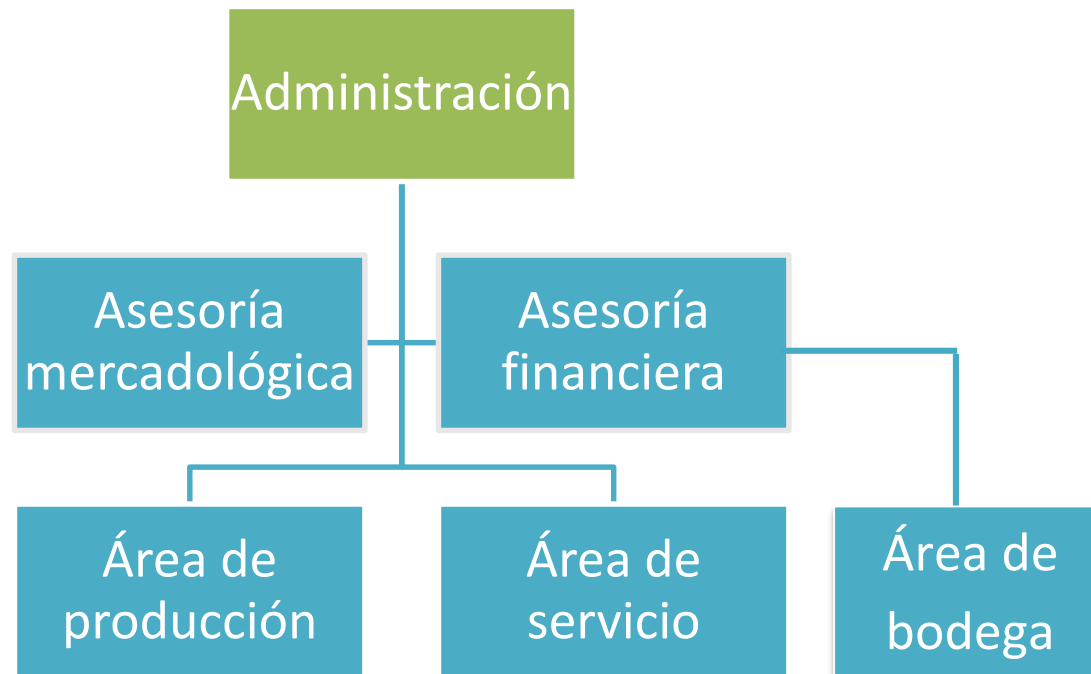 Administración
Asesoría
mercadológica
Asesoría
financiera
Área de
producción
Área de
servicio
Área de
bodega